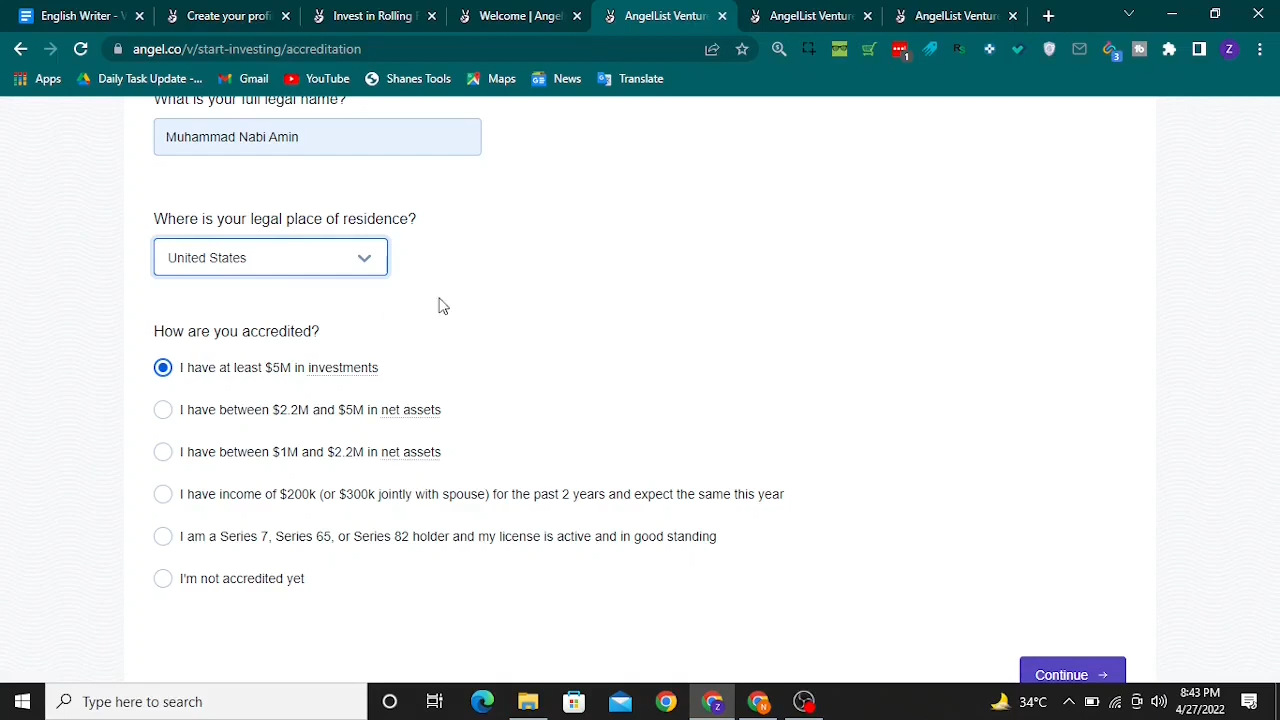 English Write - \
Create your profi
Invest in Rolling F
Welcome | Angel
AngelList Ventur
AngelList Ventur
AngelList Ventur
angel.co/v/start-investing/accreditation
1
3
Z
Apps
Daily Task Update -...
Gmail
YouTube
Shanes Tools
Maps
News
Translate
What is your full legal name?
Muhammad Nabi Amin
Where is your legal place of residence?
United States
How are you accredited?
I have at least $5M in investments
I have between $2.2M and $5M in net assets
I have between $1M and $2.2M in net assets
I have income of $200k (or $300k jointly with spouse) for the past 2 years and expect the same this year
I am a Series 7, Series 65, or Series 82 holder and my license is active and in good standing
I'm not accredited yet
Continue →
Type here to search
34°C
8:43 PM
4/27/2022